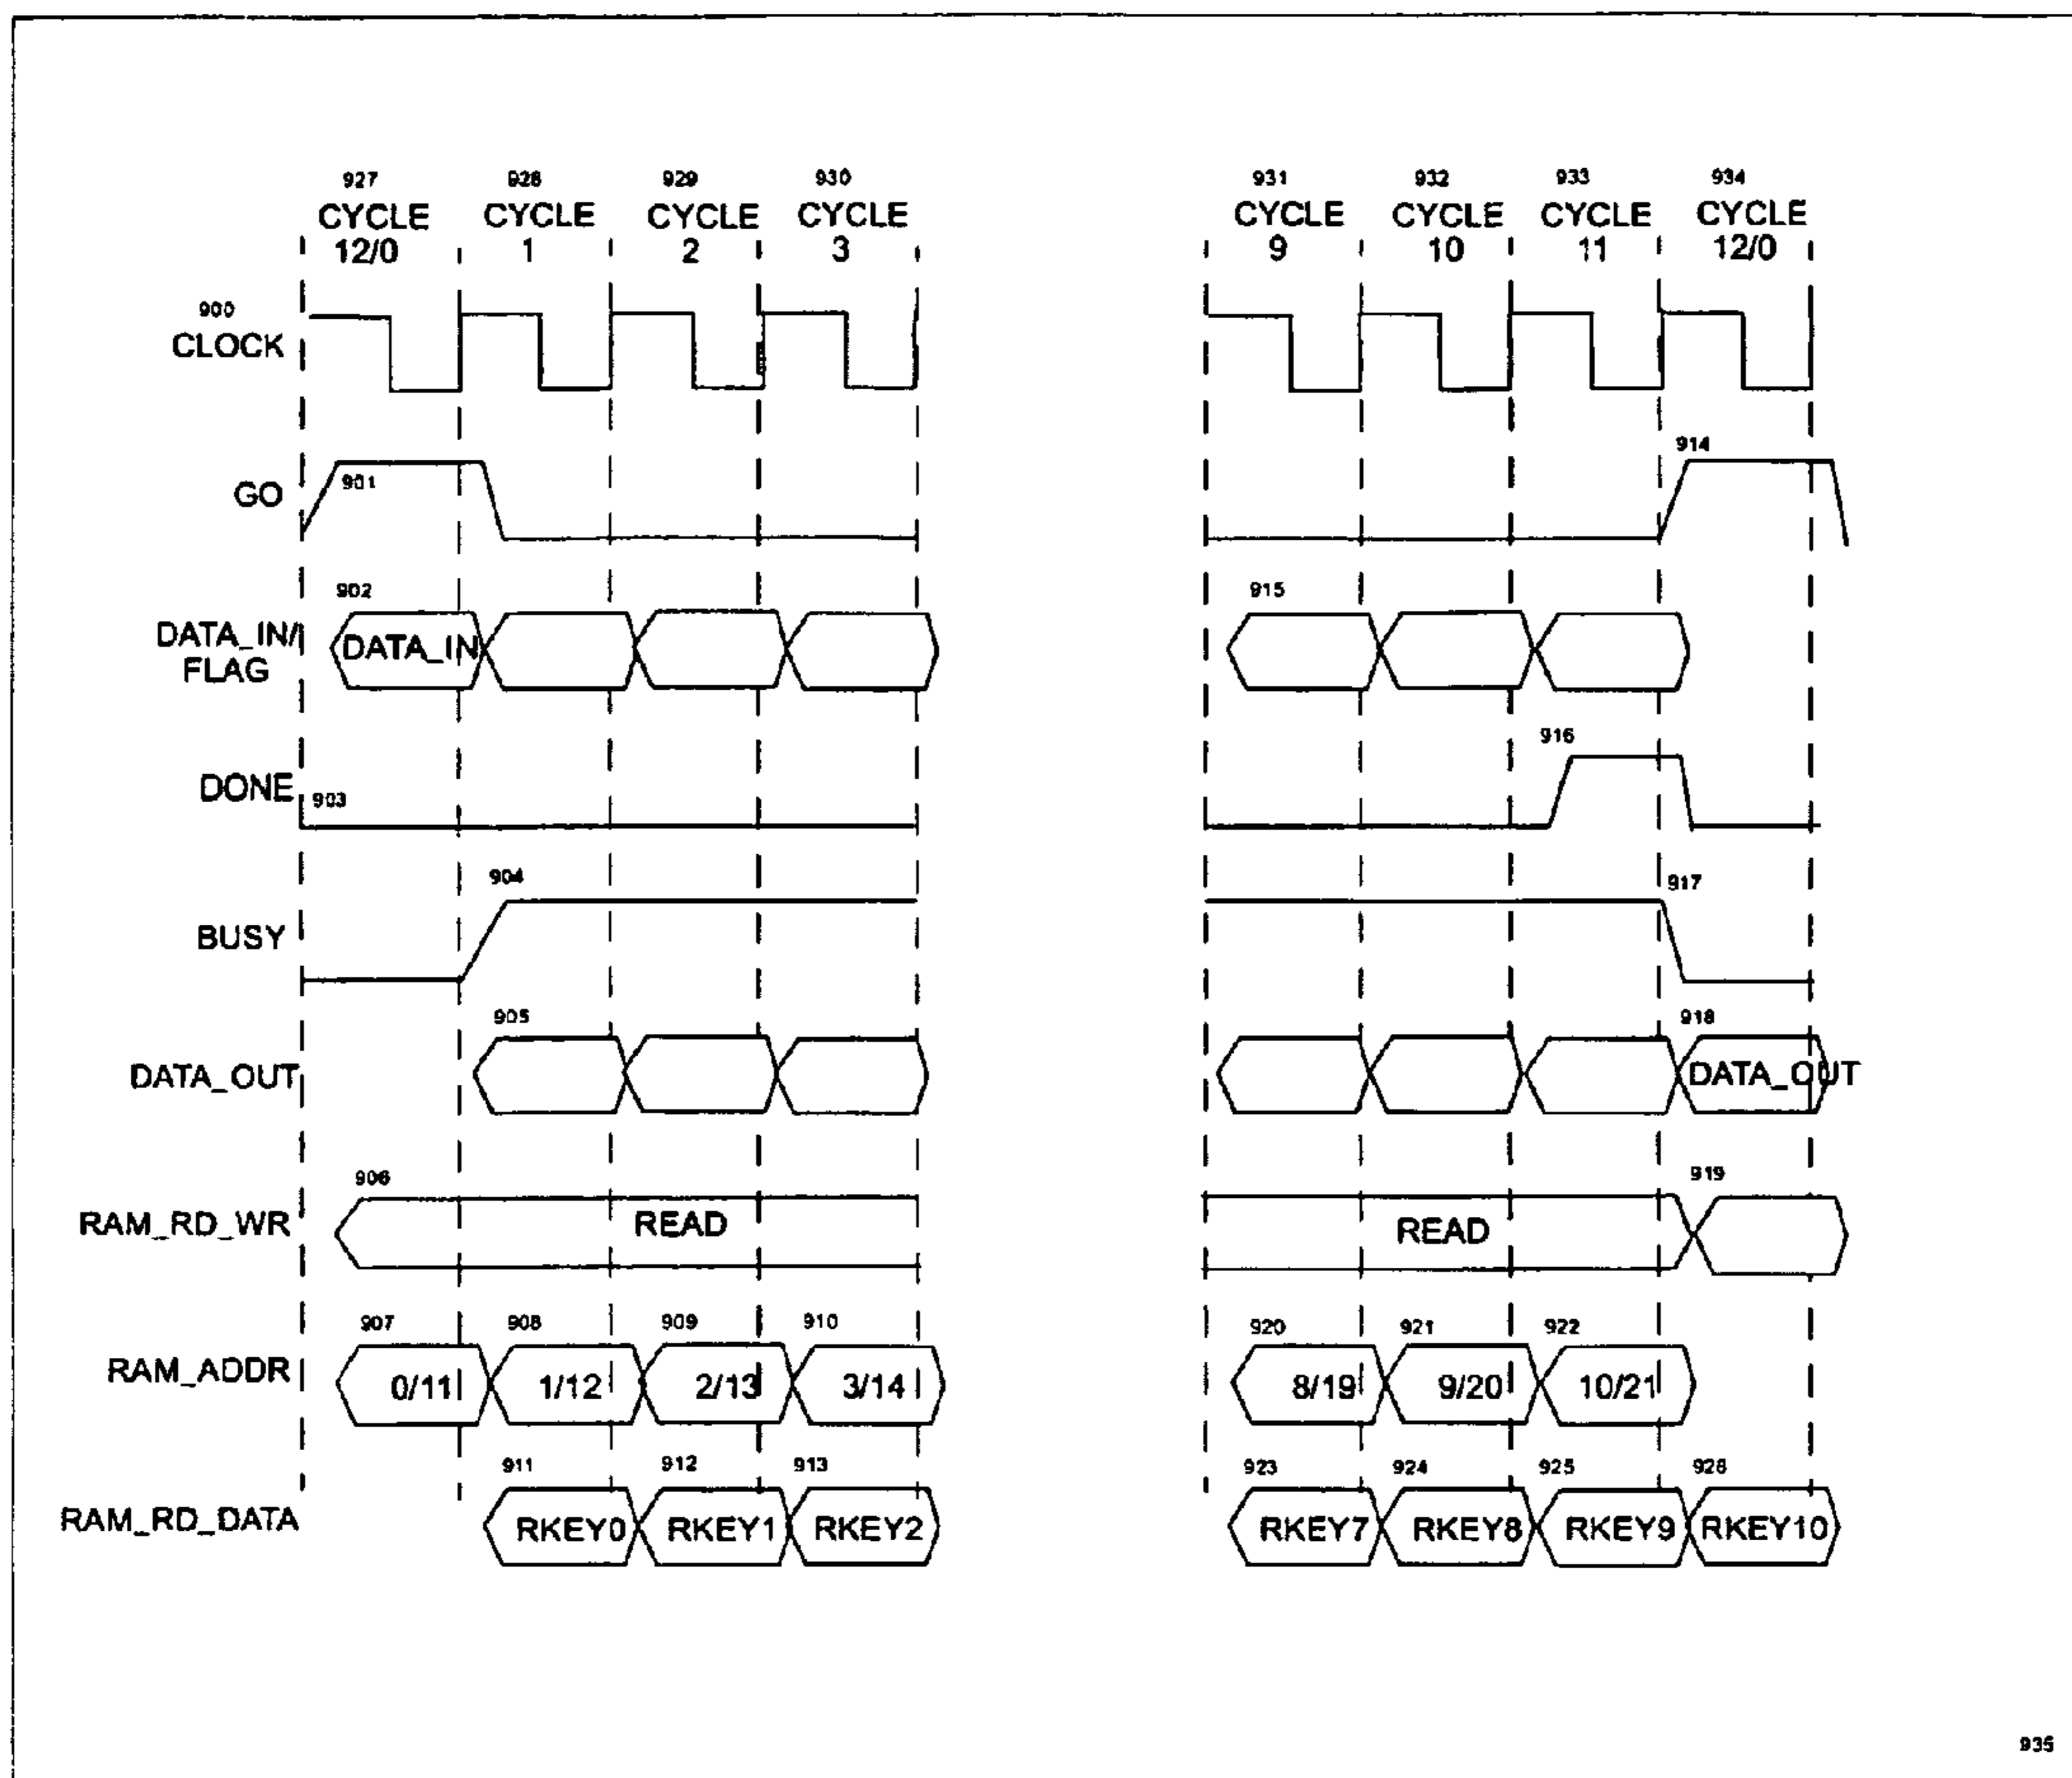 927 928 929 930 931 932 933 934
CYCLE CYCLE CYCLE CYCLE CYCLE CYCLE CYCLE CYCLE
12/0 1 2 3 9 10 11 12/0
900
CLOCK
914
GO 901
902 915
DATA_IN/ DATA_IN
FLAG
916
DONE 903
904 917
BUSY
905 918
DATA_OUT DATA_OUT
906 919
RAM_RD_WR READ READ
907 908 909 910 920 921 922
RAM_ADDR 0/11 1/12 2/13 3/14 8/19 9/20 10/21
911 912 913 923 924 925 926
RAM_RD_DATA RKEY0 RKEY1 RKEY2 RKEY7 RKEY8 RKEY9 RKEY10
935